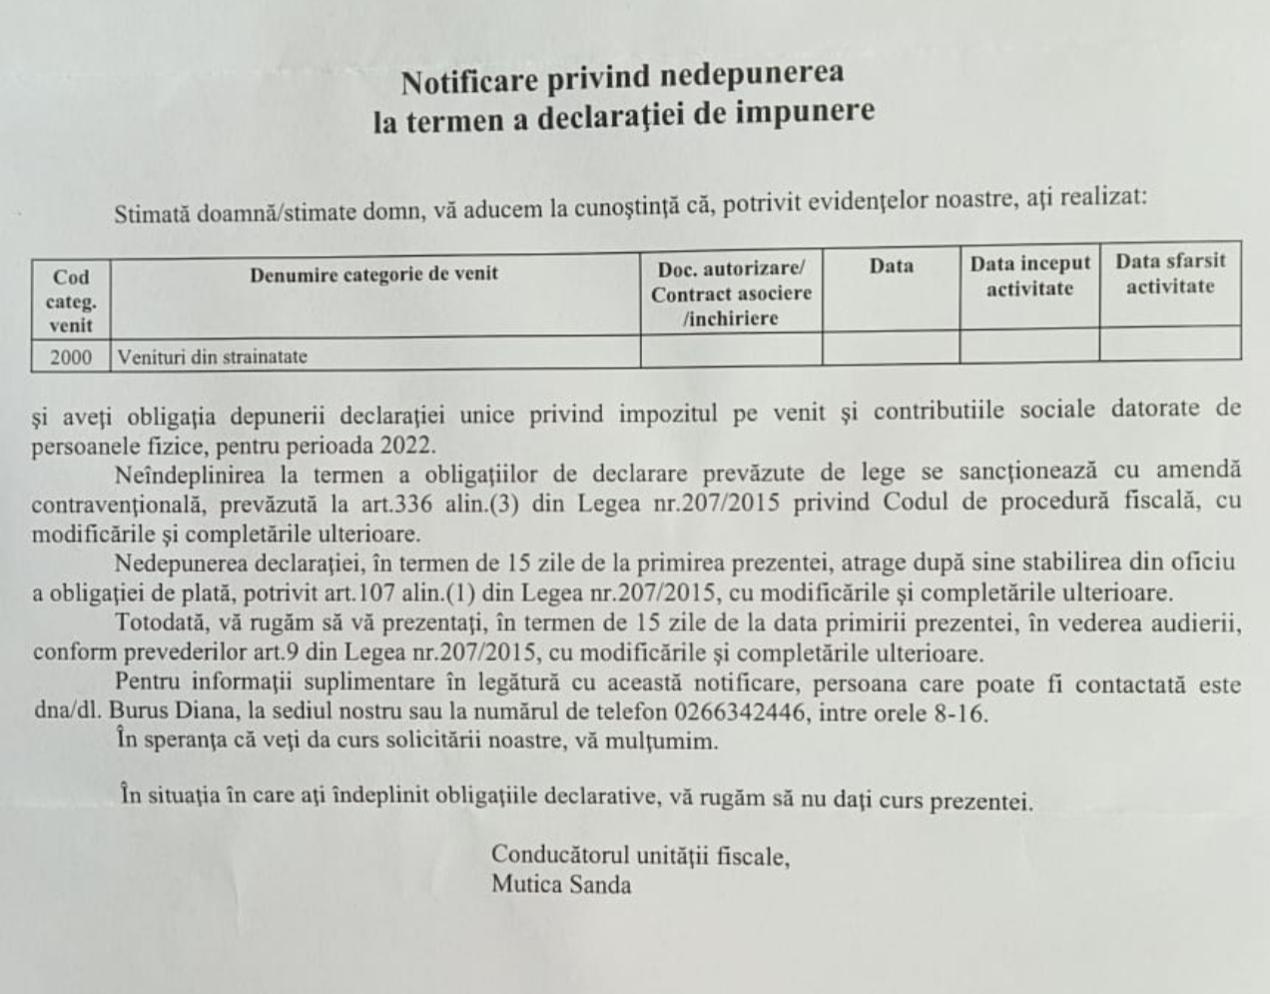 Notificare privind nedepunerea
la termen a declaraţiei de impunere
Stimată doamnă/stimate domn, vă aducem la cunoştinţă că, potrivit evidenţelor noastre, aţi realizat:
Cod categ. venit | Denumire categorie de venit | Doc. autorizare/ Contract asociere /inchiriere | Data | Data inceput activitate | Data sfarsit activitate
2000 | Venituri din strainatate
şi aveţi obligaţia depunerii declaraţiei unice privind impozitul pe venit şi contributiile sociale datorate de
persoanele fizice, pentru perioada 2022.
Neîndeplinirea la termen a obligaţiilor de declarare prevăzute de lege se sancţionează cu amendă
contravenţională, prevăzută la art.336 alin.(3) din Legea nr.207/2015 privind Codul de procedură fiscală, cu
modificările şi completările ulterioare.
Nedepunerea declaraţiei, în termen de 15 zile de la primirea prezentei, atrage după sine stabilirea din oficiu
a obligaţiei de plată, potrivit art.107 alin.(1) din Legea nr.207/2015, cu modificările şi completările ulterioare.
Totodată, vă rugăm să vă prezentaţi, în termen de 15 zile de la data primirii prezentei, în vederea audierii,
conform prevederilor art.9 din Legea nr.207/2015, cu modificările şi completările ulterioare.
Pentru informaţii suplimentare în legătură cu această notificare, persoana care poate fi contactată este
dna/dl. Burus Diana, la sediul nostru sau la numărul de telefon 0266342446, intre orele 8-16.
În speranţa că veţi da curs solicitării noastre, vă mulţumim.
În situaţia în care aţi îndeplinit obligaţiile declarative, vă rugăm să nu daţi curs prezentei.
Conducătorul unităţii fiscale,
Mutica Sanda